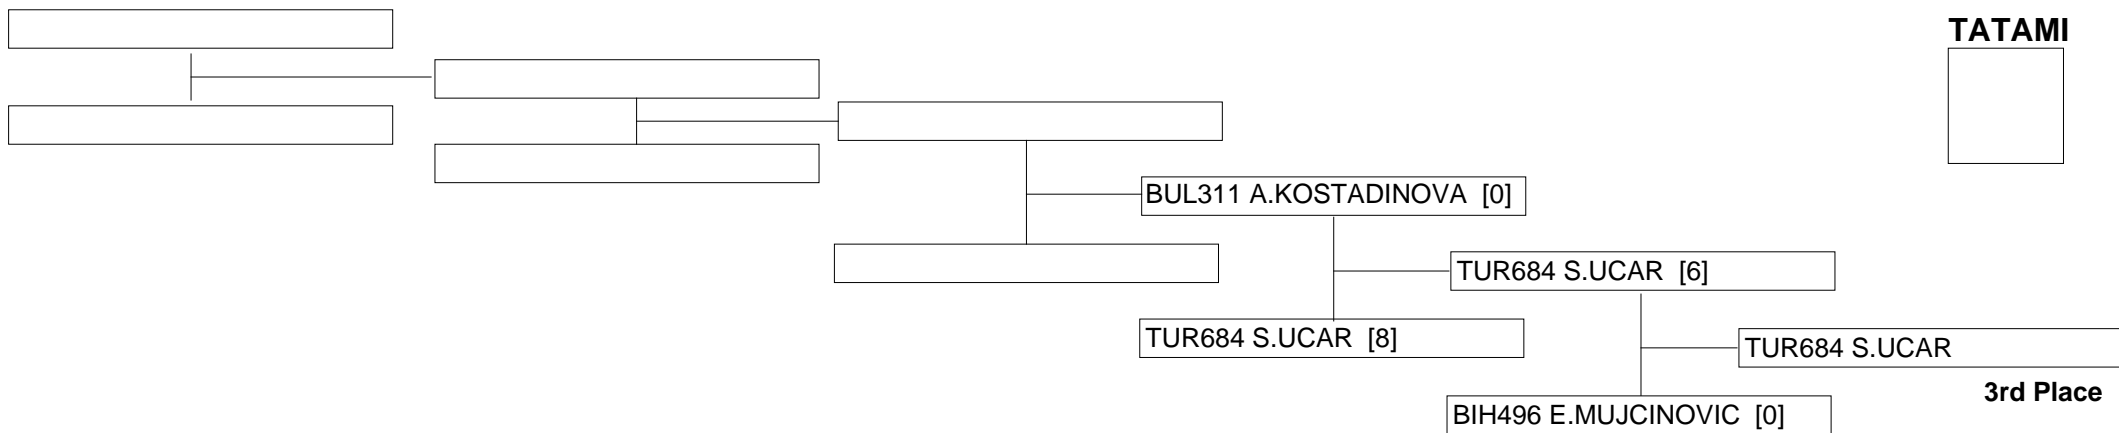 TATAMI
BUL311 A.KOSTADINOVA [0]
TUR684 S.UCAR [6]
TUR684 S.UCAR [8]
TUR684 S.UCAR
3rd Place
BIH496 E.MUJCINOVIC [0]